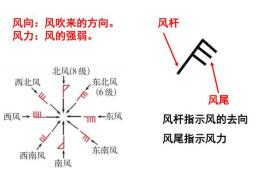 风向：风吹来的方向。
风力：风的强弱。
风杆
风尾
风杆指示风的去向
风尾指示风力
北风(8级)
西北风
东北风
(6级)
西风
东风
西南风
东南风
南风